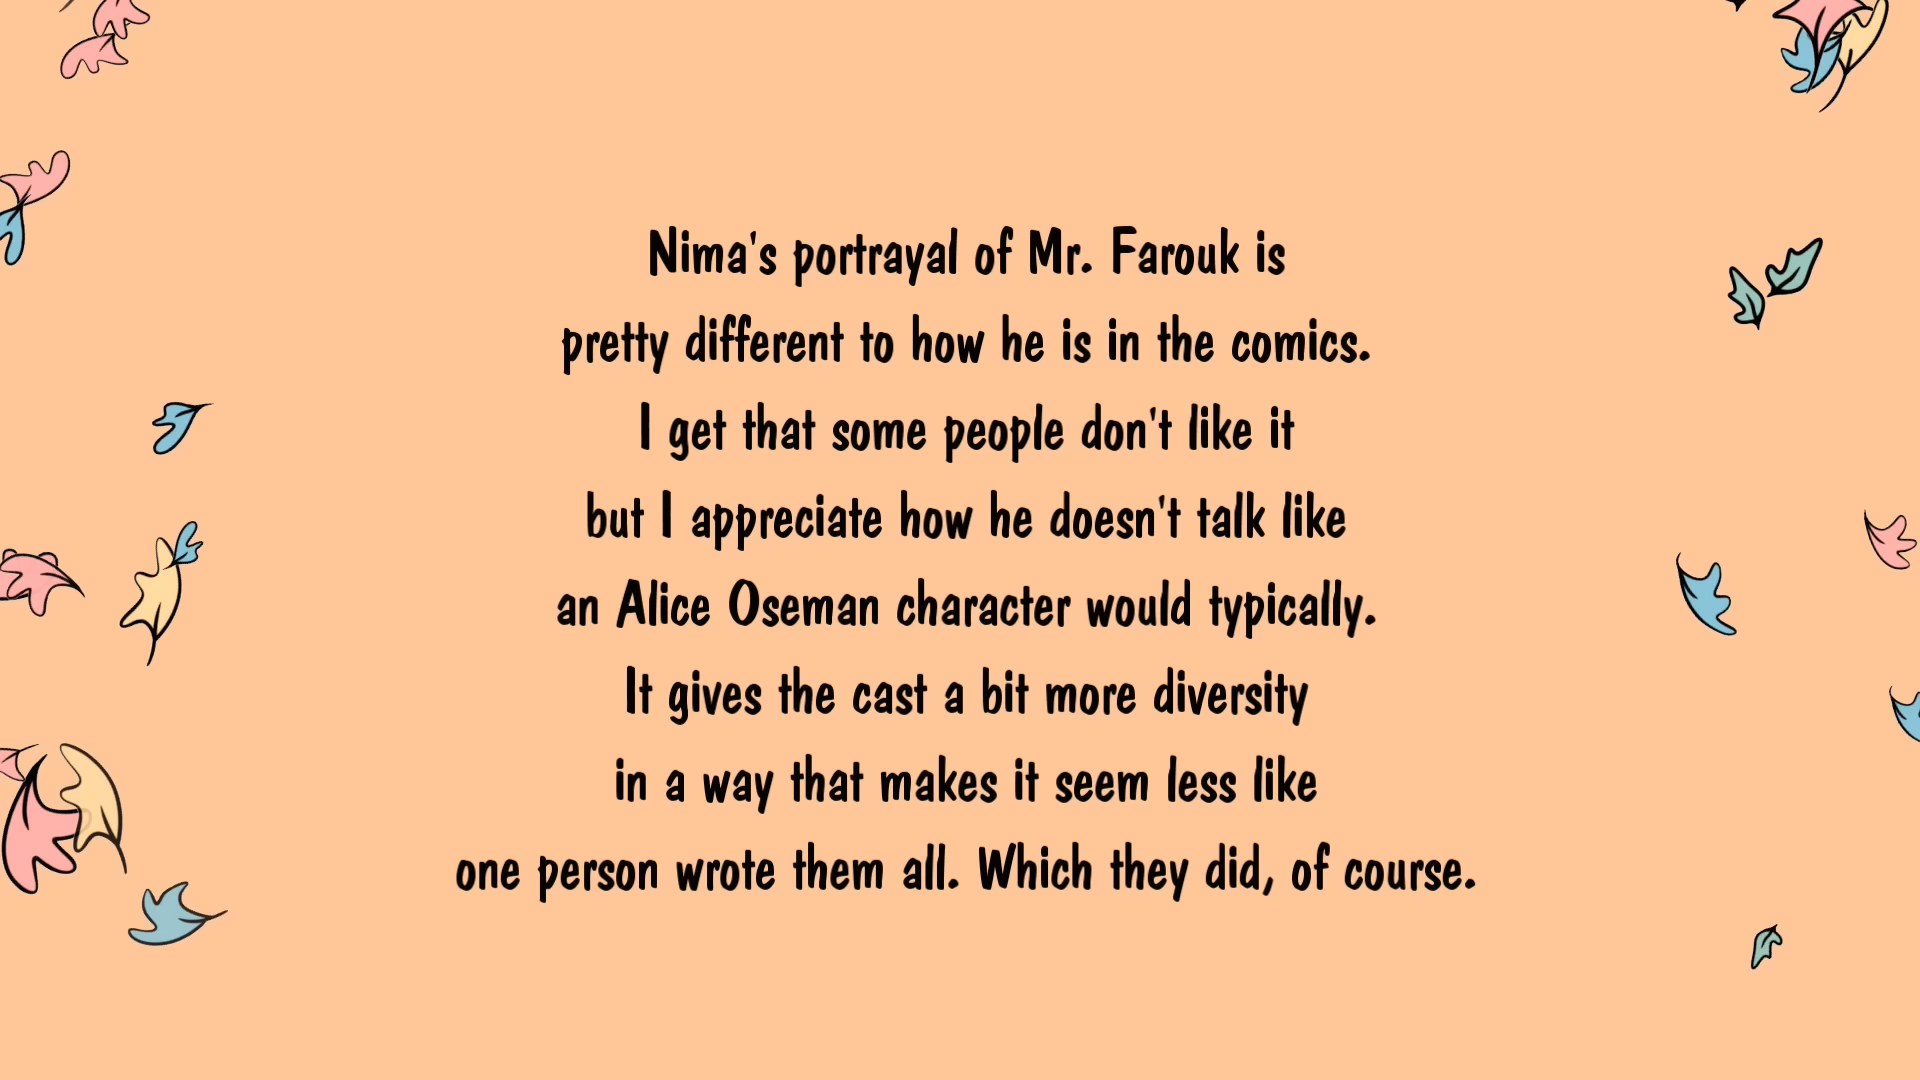 Nima's portrayal of Mr. Farouk is
pretty different to how he is in the comics.
I get that some people don't like it
but I appreciate how he doesn't talk like
an Alice Oseman character would typically.
It gives the cast a bit more diversity
in a way that makes it seem less like
one person wrote them all. Which they did, of course.